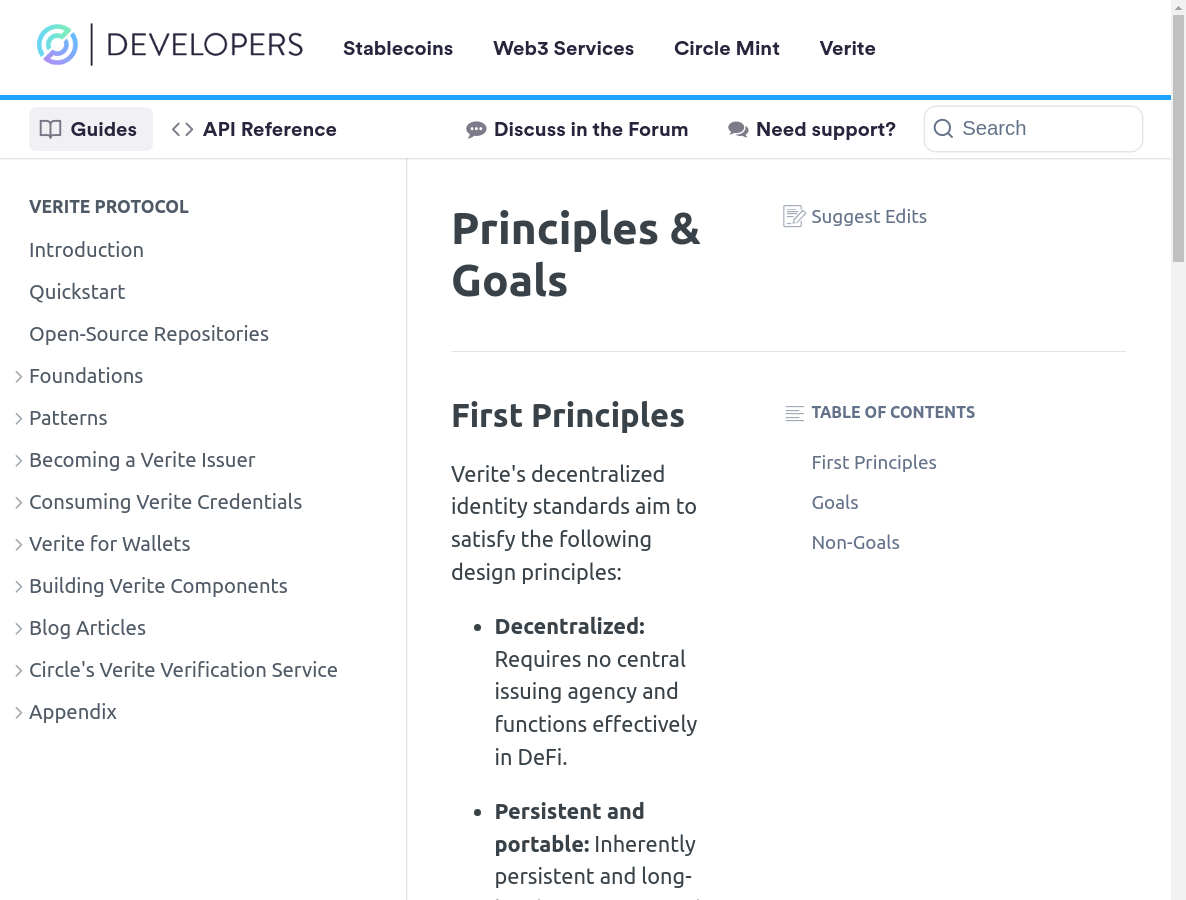 DEVELOPERS
Stablecoins
Web3 Services
Circle Mint
Verite
Guides
API Reference
Discuss in the Forum
Need support?
Search
VERITE PROTOCOL
Introduction
Quickstart
Open-Source Repositories
Foundations
Patterns
Becoming a Verite Issuer
Consuming Verite Credentials
Verite for Wallets
Building Verite Components
Blog Articles
Circle's Verite Verification Service
Appendix
Principles &
Goals
Suggest Edits
First Principles
Verite's decentralized
identity standards aim to
satisfy the following
design principles:
Decentralized:
Requires no central
issuing agency and
functions effectively
in DeFi.
Persistent and
portable: Inherently
persistent and long-
TABLE OF CONTENTS
First Principles
Goals
Non-Goals